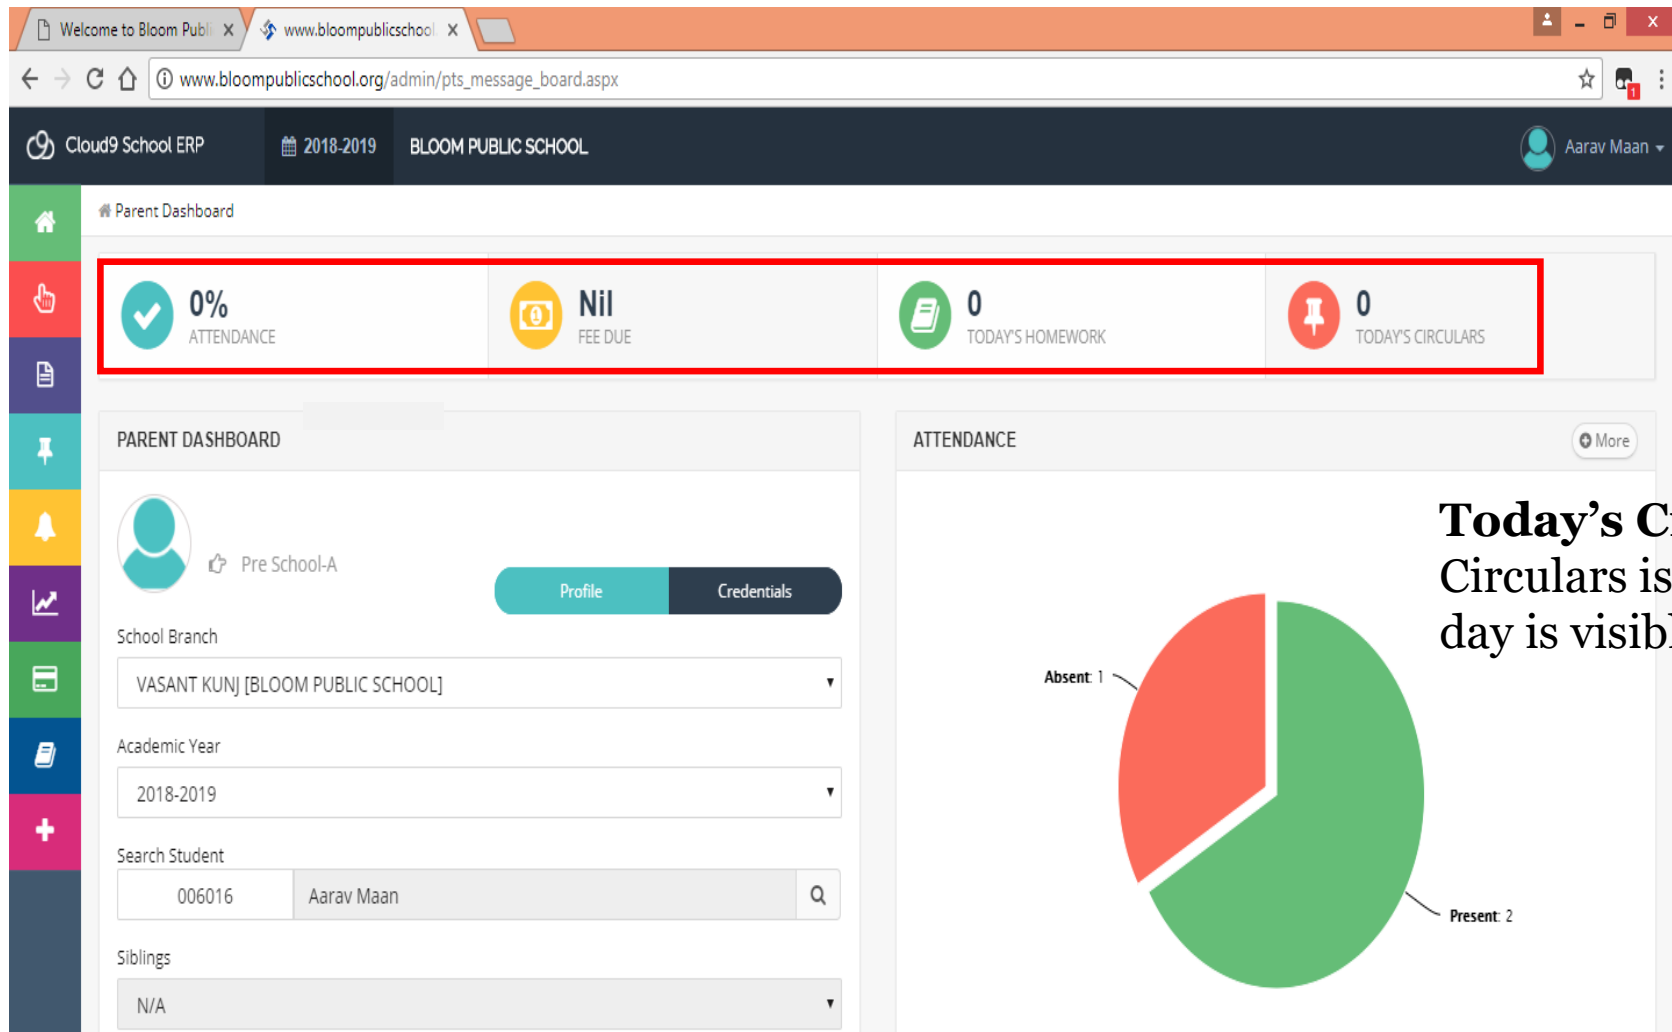 Welcome to Bloom Publi
www.bloompublicschool.
www.bloompublicschool.org/admin/pts_message_board.aspx
1
Cloud9 School ERP
2018-2019
BLOOM PUBLIC SCHOOL
Aarav Maan
Parent Dashboard
0%
ATTENDANCE
Nil
FEE DUE
0
TODAY'S HOMEWORK
0
TODAY'S CIRCULARS
PARENT DASHBOARD
Pre School-A
Profile
Credentials
School Branch
VASANT KUNJ [BLOOM PUBLIC SCHOOL]
Academic Year
2018-2019
Search Student
006016
Aarav Maan
Siblings
N/A
ATTENDANCE
More
Absent: 1
Present: 2
Today’s
Circulars is
day is